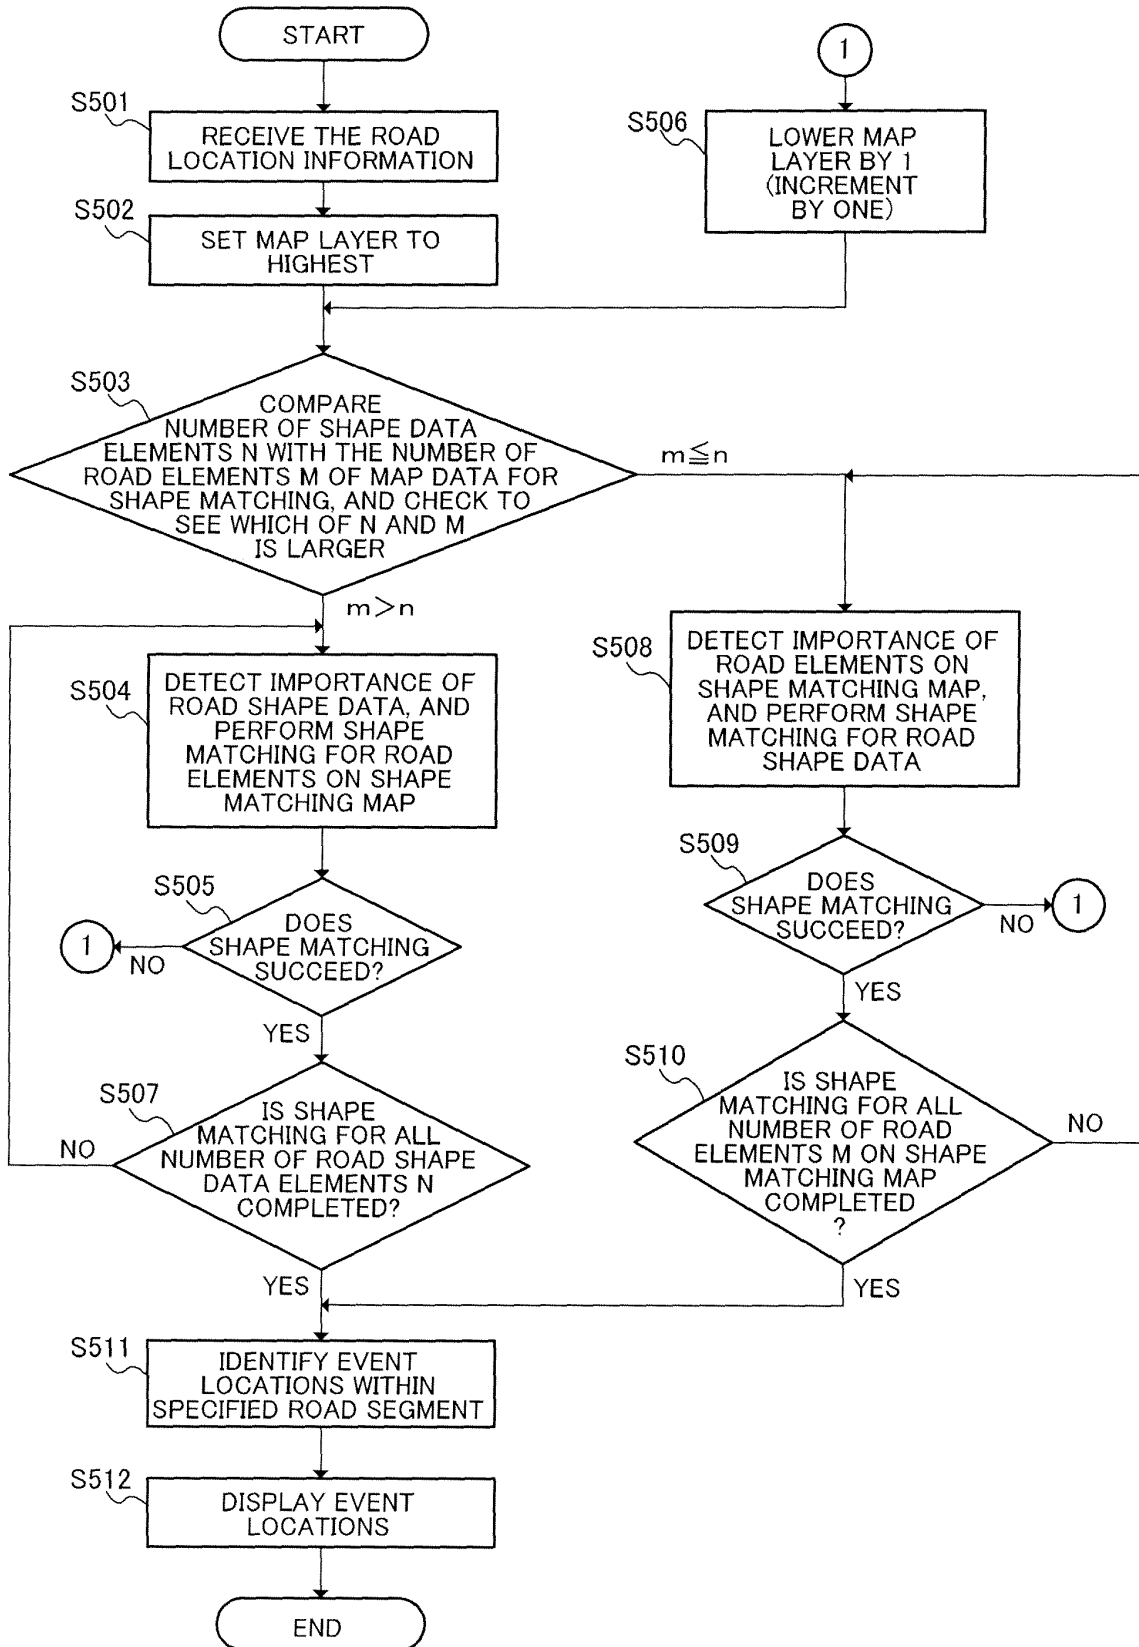 START
1
S501
RECEIVE THE ROAD
LOCATION INFORMATION
S506
LOWER MAP
LAYER BY 1
(INCREMENT
BY ONE)
S502
SET MAP LAYER TO
HIGHEST
S503
COMPARE
NUMBER OF SHAPE DATA
ELEMENTS N WITH THE NUMBER OF
ROAD ELEMENTS M OF MAP DATA FOR
SHAPE MATCHING, AND CHECK TO
SEE WHICH OF N AND M
IS LARGER
m≦n
m>n
S504
DETECT IMPORTANCE OF
ROAD SHAPE DATA, AND
PERFORM SHAPE
MATCHING FOR ROAD
ELEMENTS ON SHAPE
MATCHING MAP
S508
DETECT IMPORTANCE OF
ROAD ELEMENTS ON
SHAPE MATCHING MAP,
AND PERFORM SHAPE
MATCHING FOR ROAD
SHAPE DATA
S505
DOES
SHAPE MATCHING
SUCCEED?
NO
1
YES
S509
DOES
SHAPE MATCHING
SUCCEED?
NO
1
YES
S507
IS SHAPE
MATCHING FOR ALL
NUMBER OF ROAD SHAPE
DATA ELEMENTS N
COMPLETED?
NO
YES
S510
IS SHAPE
MATCHING FOR ALL
NUMBER OF ROAD
ELEMENTS M ON SHAPE
MATCHING MAP
COMPLETED
?
NO
YES
S511
IDENTIFY EVENT
LOCATIONS WITHIN
SPECIFIED ROAD SEGMENT
S512
DISPLAY EVENT
LOCATIONS
END